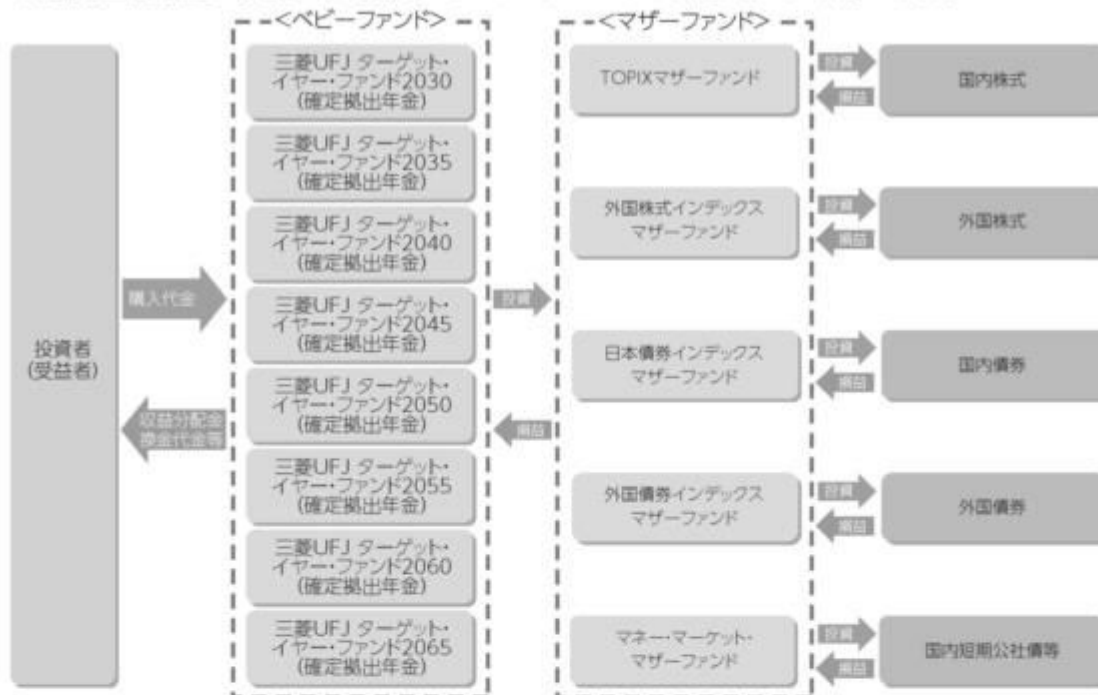 <ベビーファンド>
<マザーファンド>
投資者
(受益者)
購入代金
収益分配金
換金代金等
三菱UFJ ターゲット・
イヤー・ファンド2030
(確定拠出年金)
三菱UFJ ターゲット・
イヤー・ファンド2035
(確定拠出年金)
三菱UFJ ターゲット・
イヤー・ファンド2040
(確定拠出年金)
三菱UFJ ターゲット・
イヤー・ファンド2045
(確定拠出年金)
三菱UFJ ターゲット・
イヤー・ファンド2050
(確定拠出年金)
三菱UFJ ターゲット・
イヤー・ファンド2055
(確定拠出年金)
三菱UFJ ターゲット・
イヤー・ファンド2060
(確定拠出年金)
三菱UFJ ターゲット・
イヤー・ファンド2065
(確定拠出年金)
投資
損益
TOPIXマザーファンド
投資
損益
国内株式
外国株式インデックス
マザーファンド
投資
損益
外国株式
日本債券インデックス
マザーファンド
投資
損益
国内債券
外国債券インデックス
マザーファンド
投資
損益
外国債券
マネー・マーケット・
マザーファンド
投資
損益
国内短期公社債等